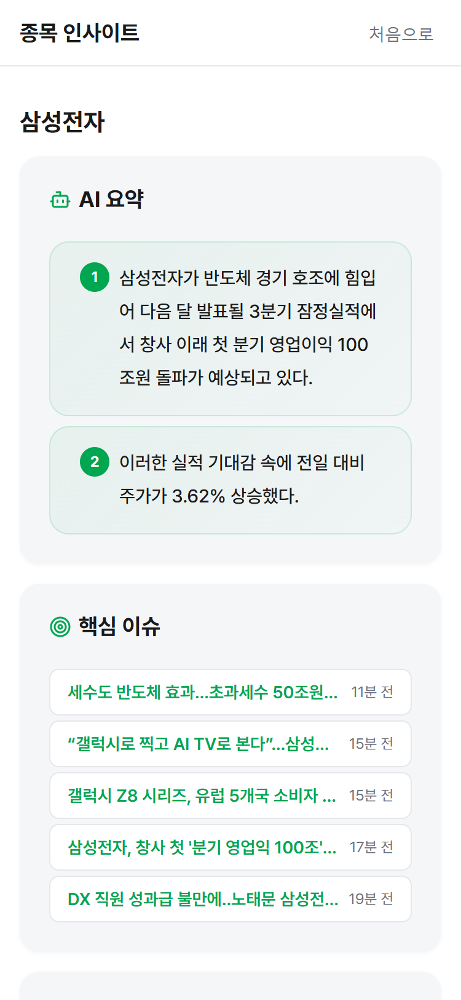 종목 인사이트
처음으로
삼성전자
AI 요약
1
삼성전자가 반도체 경기 호조에 힘입
어 다음 달 발표될 3분기 잠정실적에
서 창사 이래 첫 분기 영업이익 100
조원 돌파가 예상되고 있다.
2
이러한 실적 기대감 속에 전일 대비
주가가 3.62% 상승했다.
핵심 이슈
세수도 반도체 효과...초과세수 50조원... 11분 전
“갤럭시로 찍고 AI TV로 본다”...삼성... 15분 전
갤럭시 Z8 시리즈, 유럽 5개국 소비자 ... 15분 전
삼성전자, 창사 첫 '분기 영업익 100조'... 17분 전
DX 직원 성과급 불만에..노태문 삼성전... 19분 전